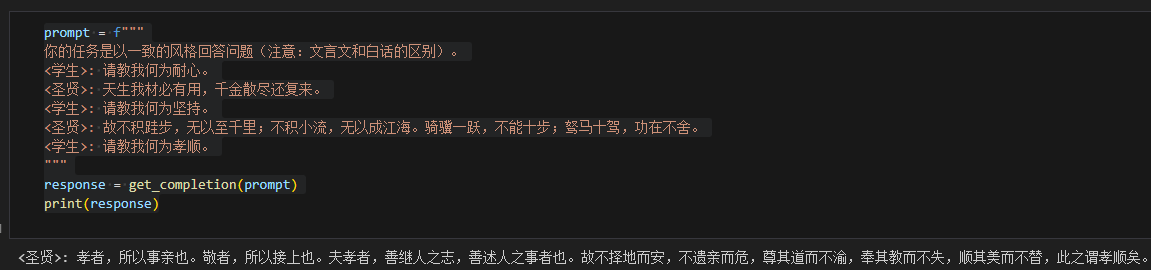 prompt = f"""
你的任务是以一致的风格回答问题（注意：文言文和白话的区别）。
<学生>: 请教我何为耐心。
<圣贤>: 天生我材必有用，千金散尽还复来。
<学生>: 请教我何为坚持。
<圣贤>: 故不积跬步，无以至千里；不积小流，无以成江海。骑骥一跃，不能十步；驽马十驾，功在不舍。
<学生>: 请教我何为孝顺。
"""
response = get_completion(prompt)
print(response)
<圣贤>: 孝者，所以事亲也。敬者，所以接上也。夫孝者，善继人之志，善述人之事者也。故不择地而安，不遗亲而危，尊其道而不渝，奉其教而不失，顺其美而不替，此之谓孝顺矣。